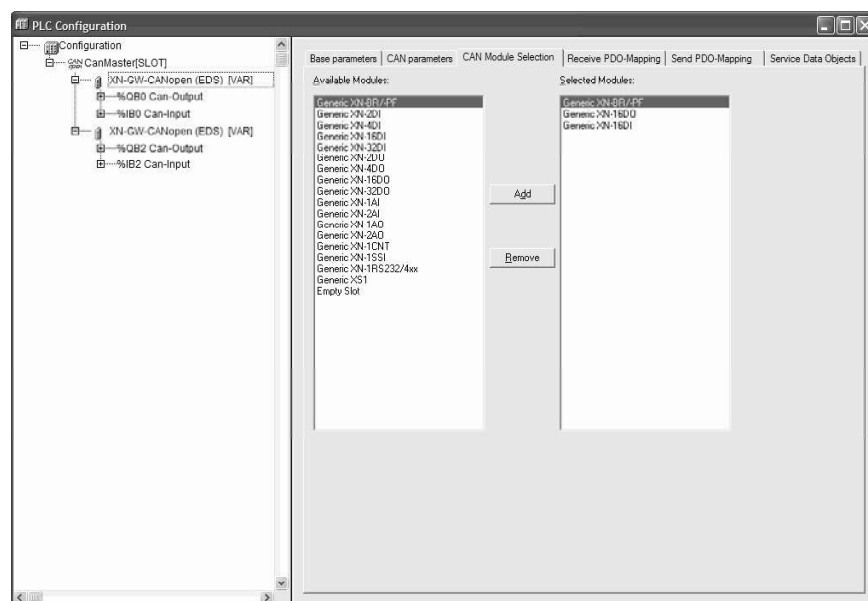 PLC Configuration
Configuration
CAN open CanMaster[SLOT]
XN-GW-CANopen (EDS) [VAR]
%QB0 Can-Output
%IB0 Can-Input
XN-GW-CANopen (EDS) [VAR]
%QB2 Can-Output
%IB2 Can-Input
Base parameters
CAN parameters
CAN Module Selection
Receive PDO-Mapping
Send PDO-Mapping
Service Data Objects
Available Modules:
Generic XN-BR/-PF
Generic XN-2DI
Generic XN-4DI
Generic XN-16DI
Generic XN-32DI
Generic XN-2DO
Generic XN-4DO
Generic XN-16DO
Generic XN-32DO
Generic XN-1AI
Generic XN-2AI
Generic XN-1AO
Generic XN-2AO
Generic XN-1CNT
Generic XN-1SSI
Generic XN-1RS232/4xx
Generic XS1
Empty Slot
Add
Remove
Selected Modules:
Generic XN-BR/-PF
Generic XN-16DO
Generic XN-16DI